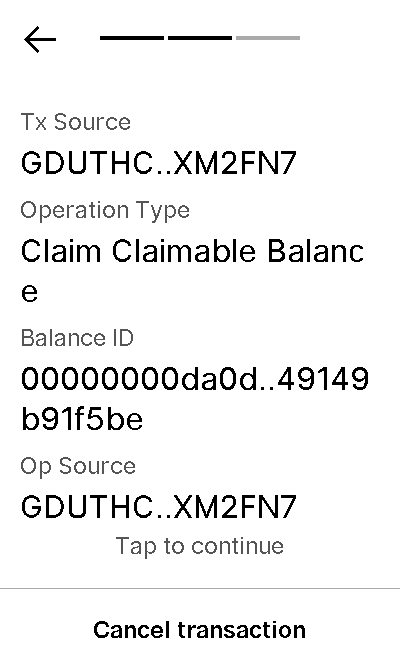 Tx Source
GDUTHC..XM2FN7
Operation Type
Claim Claimable Balanc
e
Balance ID
00000000da0d..49149
b91f5be
Op Source
GDUTHC..XM2FN7
Tap to continue
Cancel transaction